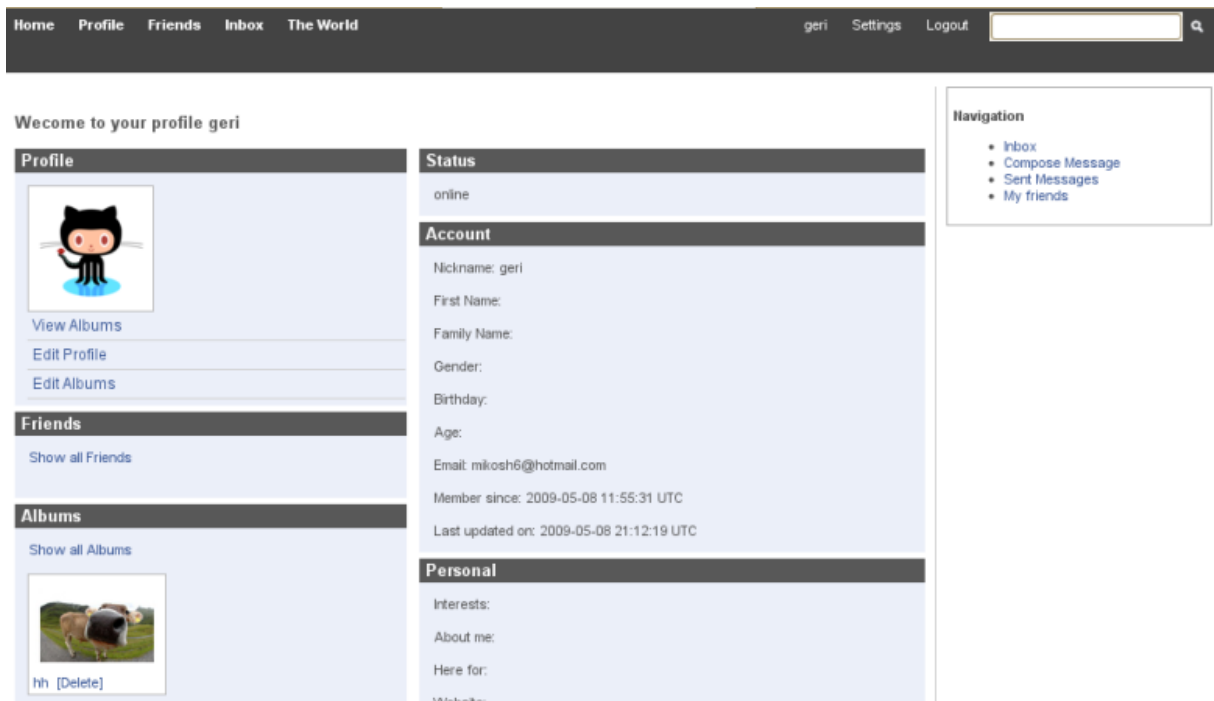 Home Profile Friends Inbox The World geri Settings Logout
Wecome to your profile geri
Profile
View Albums
Edit Profile
Edit Albums
Friends
Show all Friends
Albums
Show all Albums
hh [Delete]
Status
online
Account
Nickname: geri
First Name:
Family Name:
Gender:
Birthday:
Age:
Email: mikosh6@hotmail.com
Member since: 2009-05-08 11:55:31 UTC
Last updated on: 2009-05-08 21:12:19 UTC
Personal
Interests:
About me:
Here for:
Navigation
Inbox
Compose Message
Sent Messages
My friends